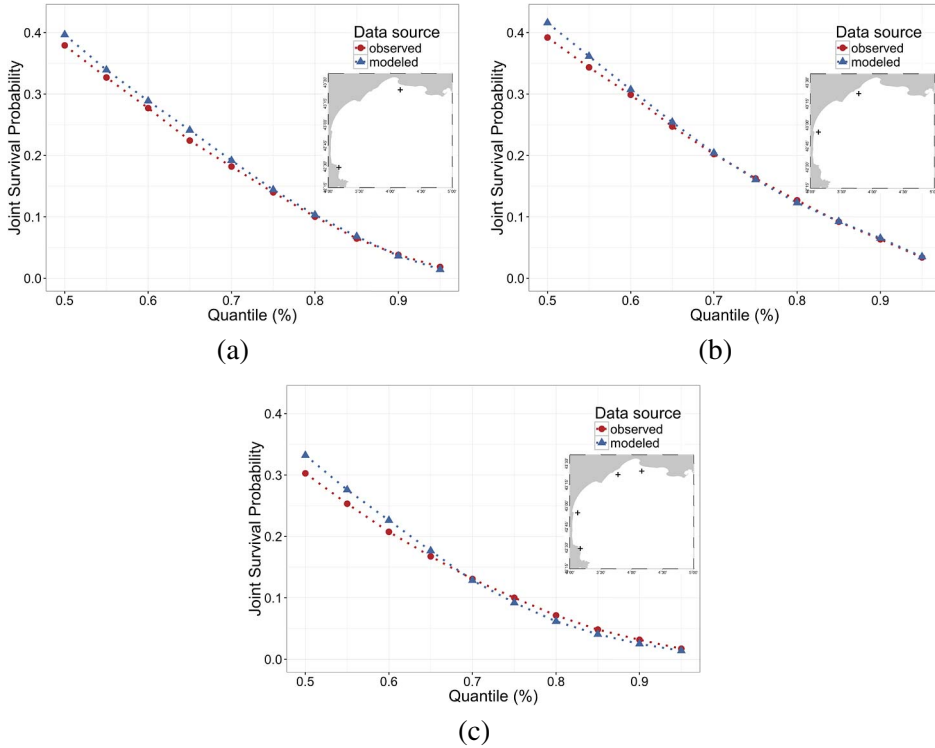 0.4
0.3
0.2
0.1
0.0
Joint Survival Probability
Data source
observed
modeled
0.5
0.6
0.7
0.8
0.9
Quantile (%)
(a)
0.4
0.3
0.2
0.1
0.0
Joint Survival Probability
Data source
observed
modeled
0.5
0.6
0.7
0.8
0.9
Quantile (%)
(b)
0.4
0.3
0.2
0.1
0.0
Joint Survival Probability
Data source
observed
modeled
0.5
0.6
0.7
0.8
0.9
Quantile (%)
(c)